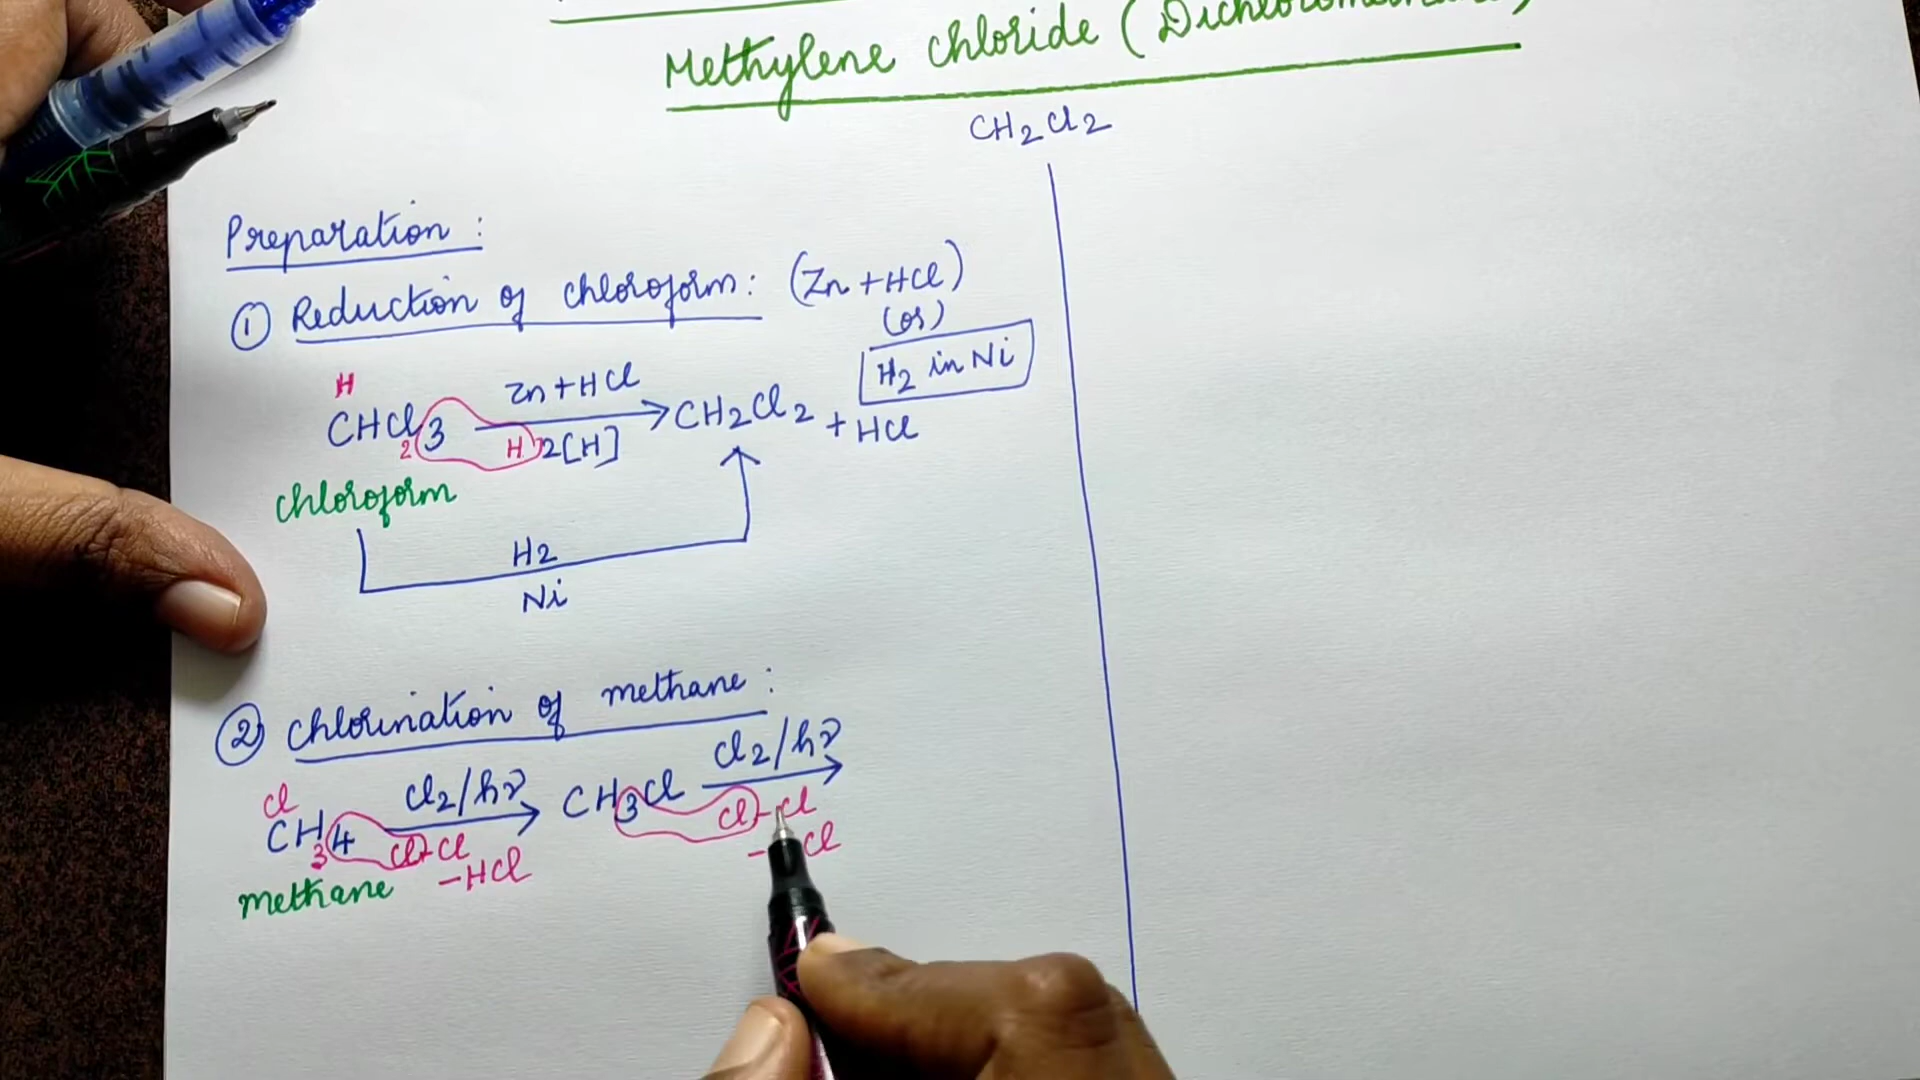 Methylene chloride (Dichloromethane)
CH2Cl2
Preparation :
① Reduction of chloroform : (Zn + HCl)
(or)
H2 in Ni
H
CHCl3 Zn + HCl CH2Cl2 + HCl
2 H 2[H]
chloroform
H2
Ni
② Chlorination of methane :
Cl
CH4 Cl2/hν CH3Cl Cl2/hν
3 Cl-Cl Cl-Cl
-HCl - Cl
methane